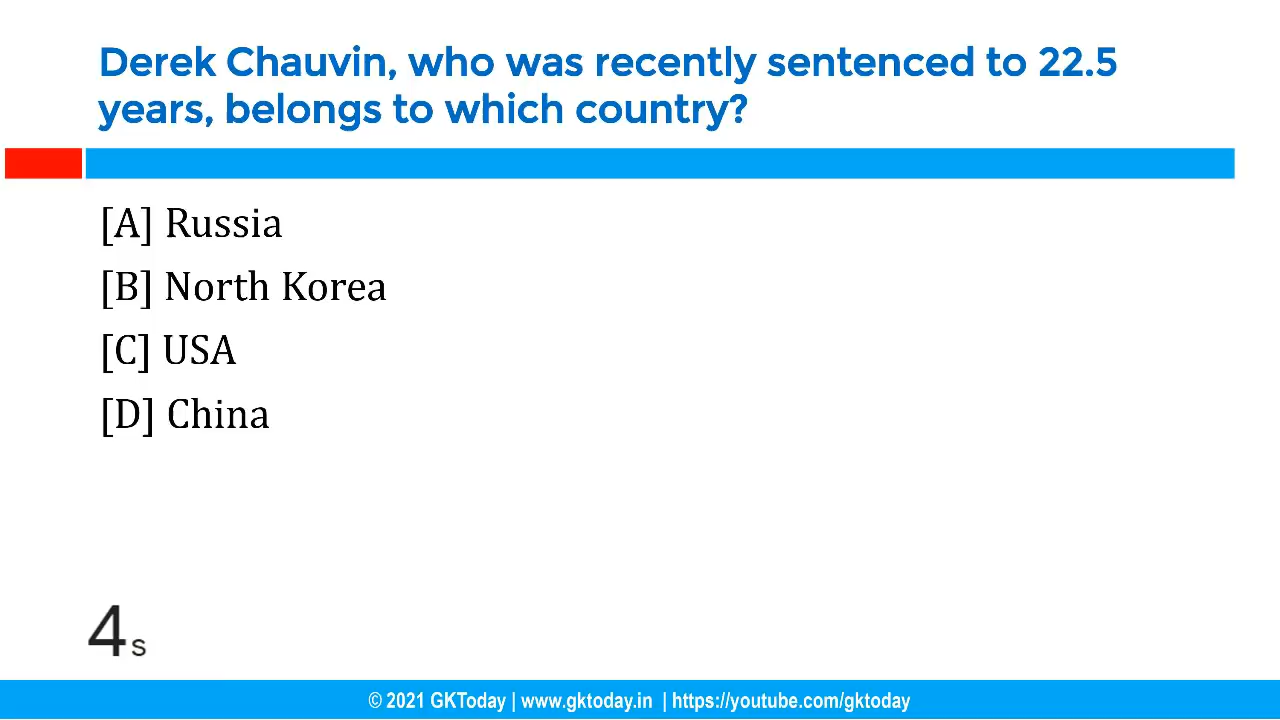 Derek Chauvin, who was recently sentenced to 22.5
years, belongs to which country?
[A] Russia
[B] North Korea
[C] USA
[D] China
4s
© 2021 GKToday | www.gktoday.in | https://youtube.com/gktoday